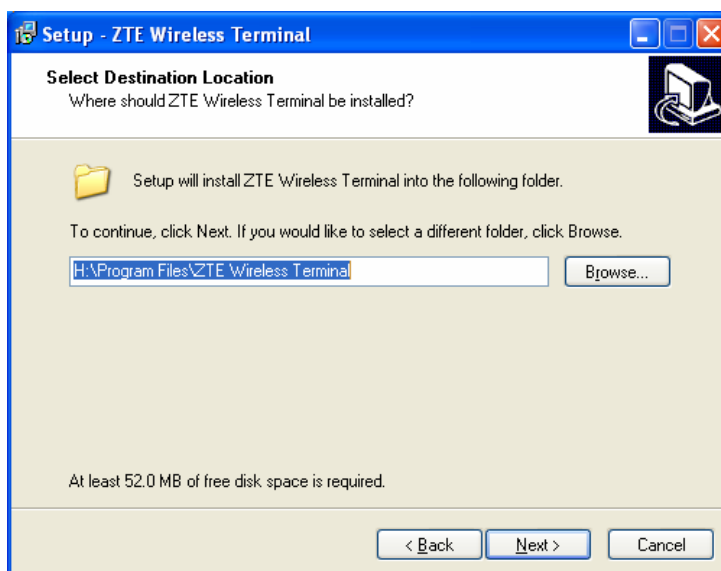 Setup - ZTE Wireless Terminal
Select Destination Location
Where should ZTE Wireless Terminal be installed?
Setup will install ZTE Wireless Terminal into the following folder.
To continue, click Next. If you would like to select a different folder, click Browse.
H:\Program Files\ZTE Wireless Terminal
Browse...
At least 52.0 MB of free disk space is required.
< Back
Next >
Cancel